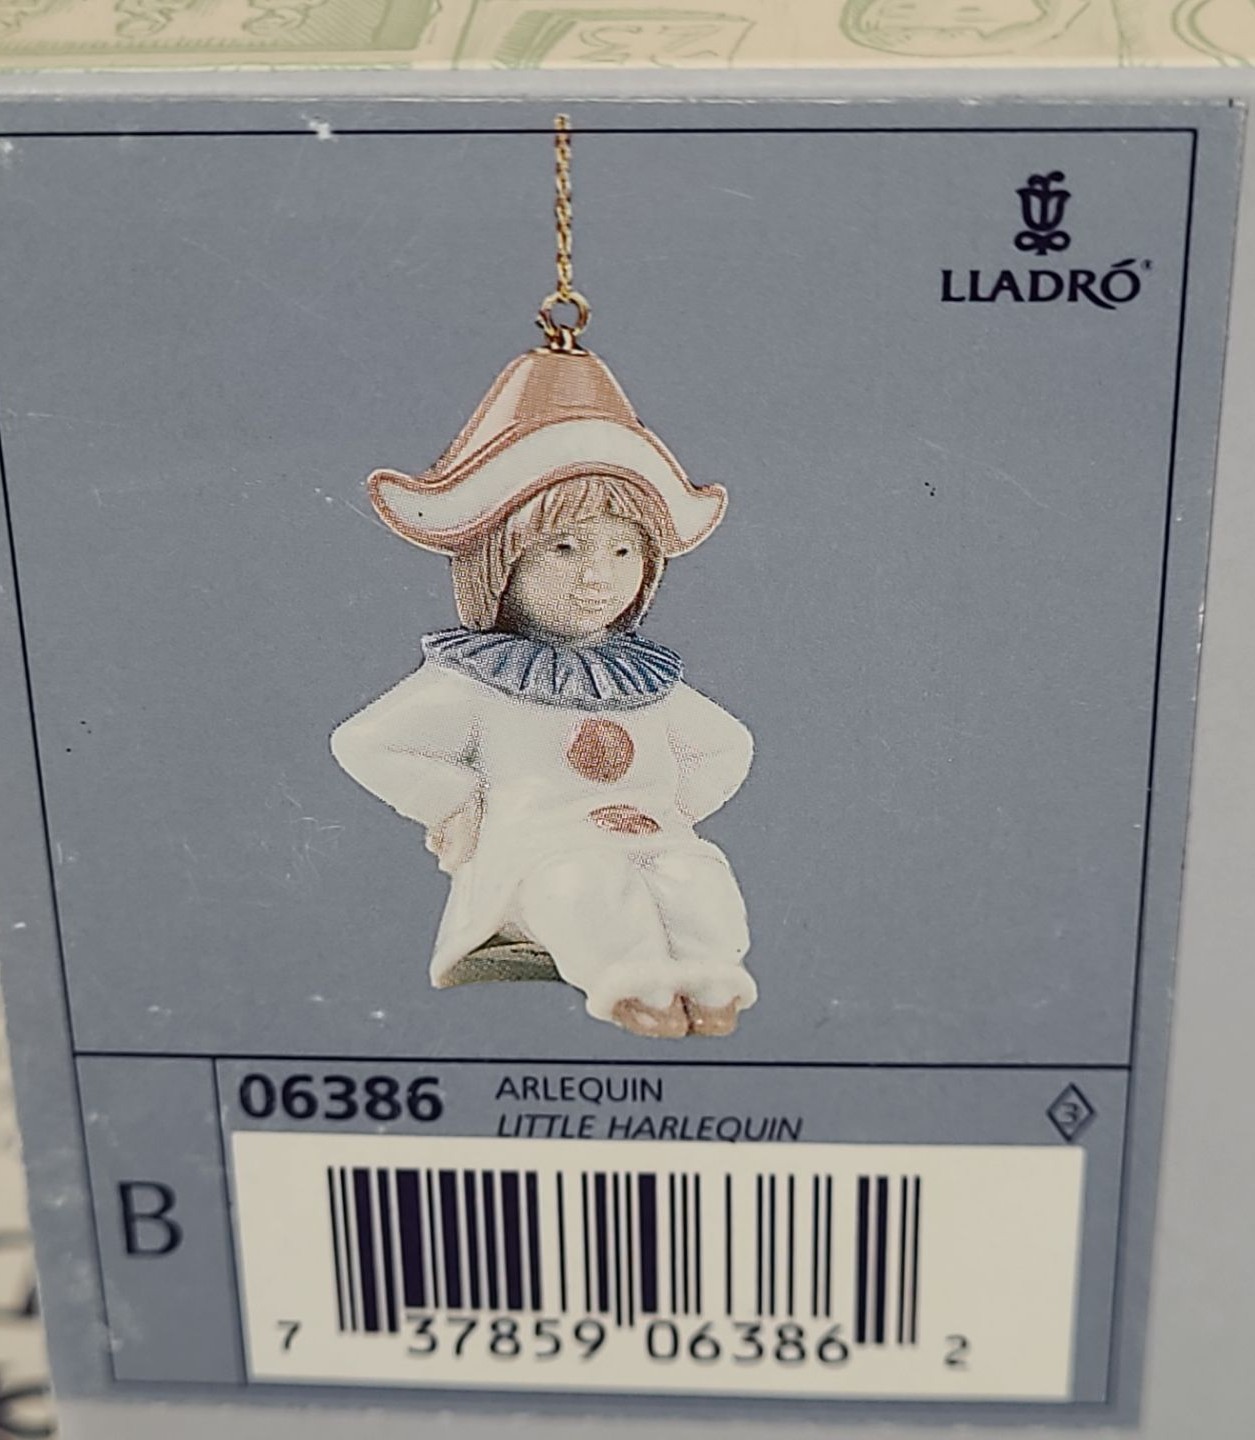 LLADRÓ®
06386
ARLEQUIN
LITTLE HARLEQUIN
3
B
7 37859 06386 2